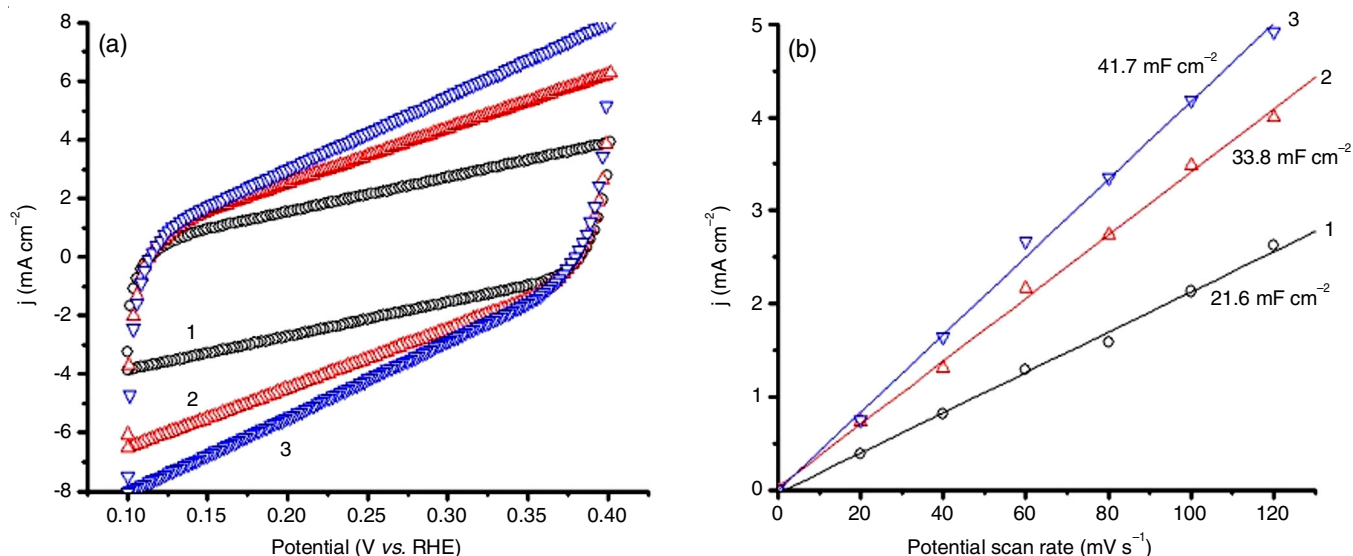 (a)
8
6
4
2
0
-2
-4
-6
-8
j (mA cm⁻²)
1
2
3
0.10 0.15 0.20 0.25 0.30 0.35 0.40
Potential (V vs. RHE)
(b)
5
4
3
2
1
0
j (mA cm⁻²)
3
41.7 mF cm⁻²
2
33.8 mF cm⁻²
1
21.6 mF cm⁻²
0 20 40 60 80 100 120
Potential scan rate (mV s⁻¹)